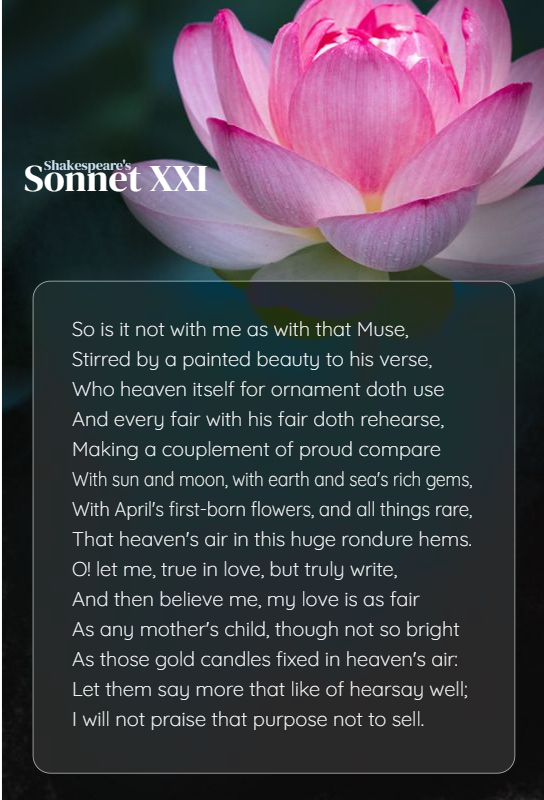 Shakespeare's
Sonnet XXI
So is it not with me as with that Muse,
Stirred by a painted beauty to his verse,
Who heaven itself for ornament doth use
And every fair with his fair doth rehearse,
Making a couplement of proud compare
With sun and moon, with earth and sea's rich gems,
With April's first-born flowers, and all things rare,
That heaven's air in this huge rondure hems.
O! let me, true in love, but truly write,
And then believe me, my love is as fair
As any mother's child, though not so bright
As those gold candles fixed in heaven's air:
Let them say more that like of hearsay well;
I will not praise that purpose not to sell.